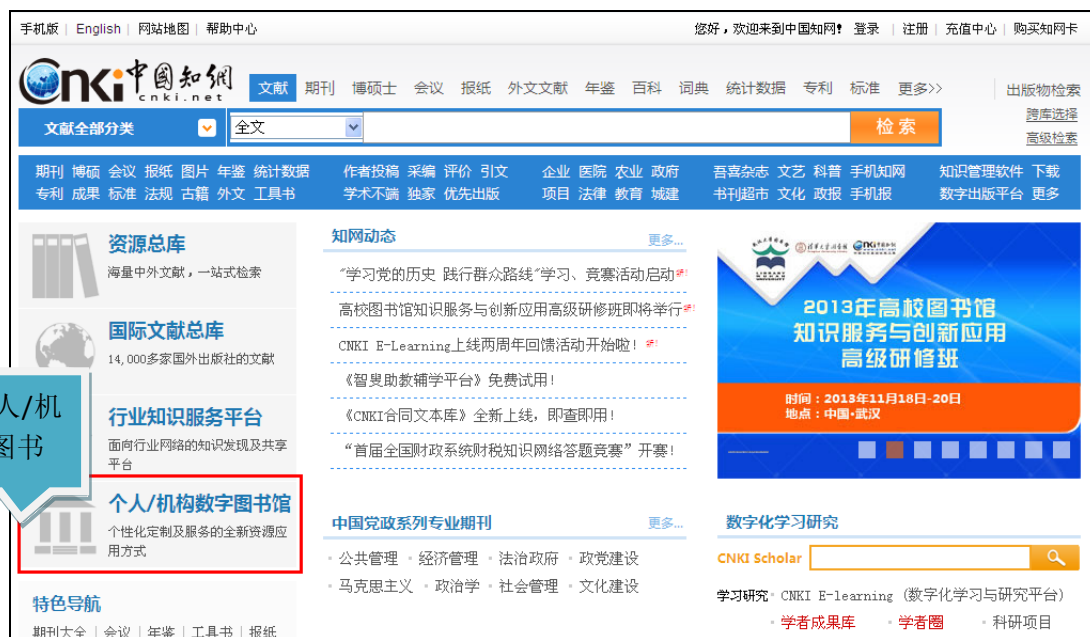 手机版 | English | 网站地图 | 帮助中心
您好，欢迎来到中国知网! 登录 | 注册 | 充值中心 | 购买知网卡
cnki 中國知网
cnki.net
文献 期刊 博硕士 会议 报纸 外文文献 年鉴 百科 词典 统计数据 专利 标准 更多>>
出版物检索
跨库选择
高级检索
文献全部分类 全文 检索
期刊 博硕 会议 报纸 图片 年鉴 统计数据 作者投稿 采编 评价 引文 企业 医院 农业 政府 吾喜杂志 文艺 科普 手机知网 知识管理软件 下载
专利 成果 标准 法规 古籍 外文 工具书 学术不端 独家 优先出版 项目 法律 教育 城建 书刊超市 文化 政报 手机报 数字出版平台 更多
资源总库
海量中外文献，一站式检索
国际文献总库
14,000多家国外出版社的文献
行业知识服务平台
面向行业网络的知识发现及共享
平台
人/机
图书
个人/机构数字图书馆
个性化定制及服务的全新资源应
用方式
特色导航
期刊大全 | 会议 | 年鉴 | 工具书 | 报纸
知网动态 更多...
“学习党的历史 践行群众路线”学习、竞赛活动启动
高校图书馆知识服务与创新应用高级研修班即将举行
CNKI E-Learning上线两周年回馈活动开始啦！
《智叟助教辅学平台》免费试用！
《CNKI合同文本库》全新上线，即查即用！
“首届全国财政系统财税知识网络答题竞赛”开赛！
中国党政系列专业期刊 更多...
公共管理 经济管理 法治政府 政党建设
马克思主义 政治学 社会管理 文化建设
2013年高校图书馆
知识服务与创新应用
高级研修班
时间：2013年11月18日-20日
地点：中国·武汉
数字化学习研究
CNKI Scholar
学习研究 CNKI E-learning (数字化学习与研究平台)
学者成果库 学者圈 科研项目